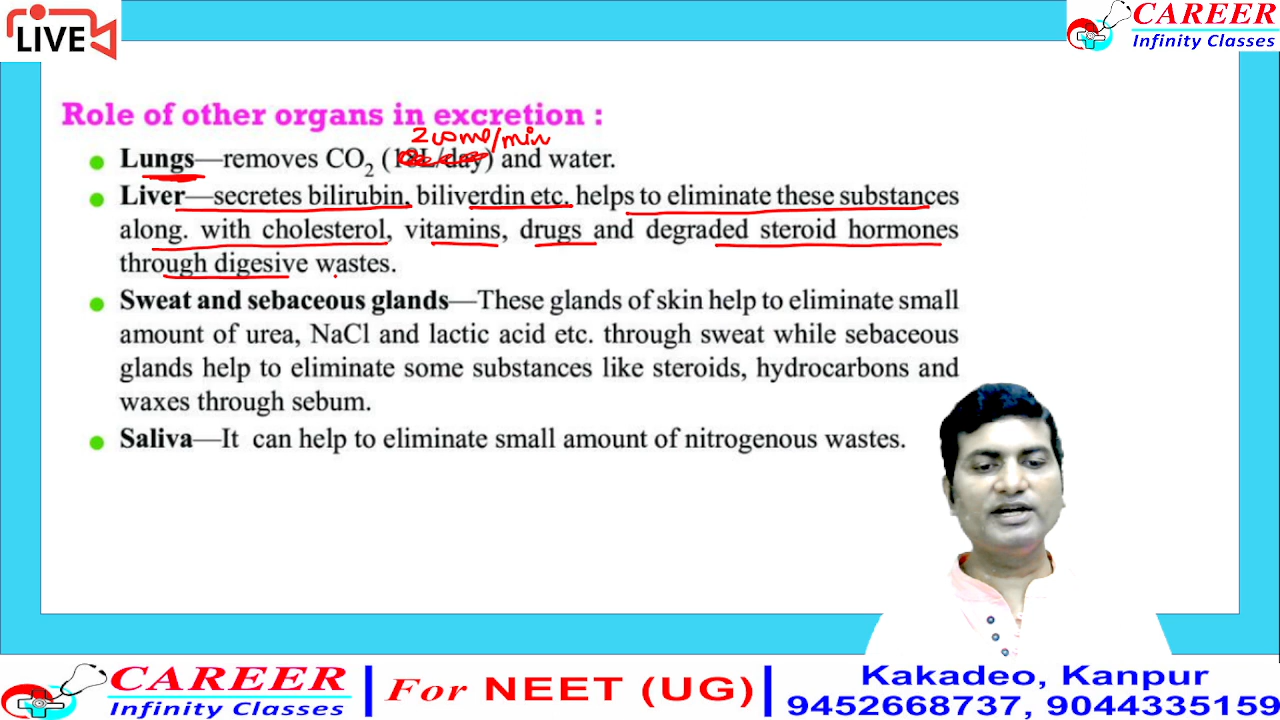 LIVE
CAREER
Infinity Classes
Role of other organs in excretion :
200ml/min
• Lungs—removes CO₂ (18L/day) and water.
• Liver—secretes bilirubin, biliverdin etc. helps to eliminate these substances
along. with cholesterol, vitamins, drugs and degraded steroid hormones
through digesive wastes.
• Sweat and sebaceous glands—These glands of skin help to eliminate small
amount of urea, NaCl and lactic acid etc. through sweat while sebaceous
glands help to eliminate some substances like steroids, hydrocarbons and
waxes through sebum.
• Saliva—It can help to eliminate small amount of nitrogenous wastes.
CAREER
Infinity Classes
For NEET (UG)
Kakadeo, Kanpur
9452668737, 9044335159